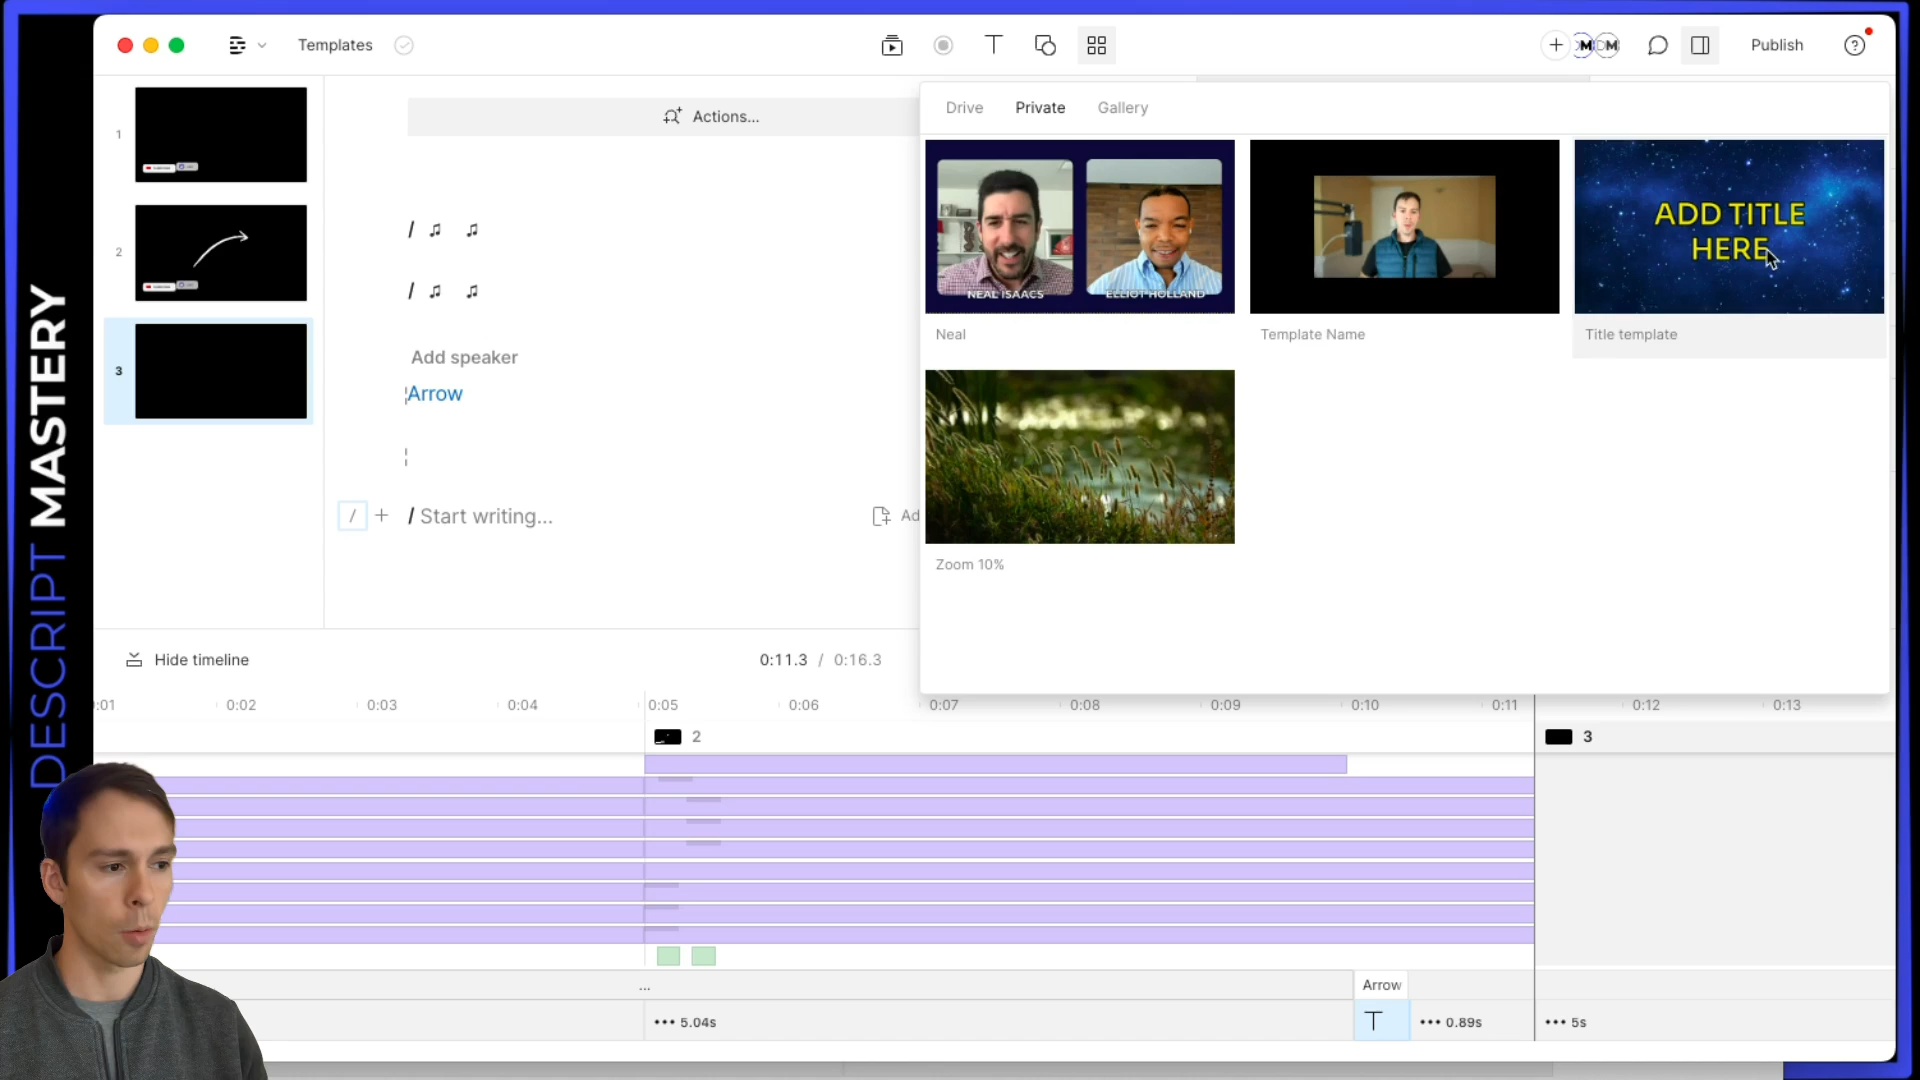 DESCRIPT MASTERY
Templates
Publish
1
2
3
Actions...
/ ♫ ♫
/ ♫ ♫
Add speaker
Arrow
/ + / Start writing...
Ad
Drive Private Gallery
NEAL ISAACS
ELLIOT HOLLAND
ADD TITLE
HERE
Neal
Template Name
Title template
Zoom 10%
Hide timeline
0:11.3 / 0:16.3
:01 0:02 0:03 0:04 0:05 0:06 0:07 0:08 0:09 0:10 0:11 0:12 0:13
2
3
...
Arrow
••• 5.04s
T
••• 0.89s
••• 5s